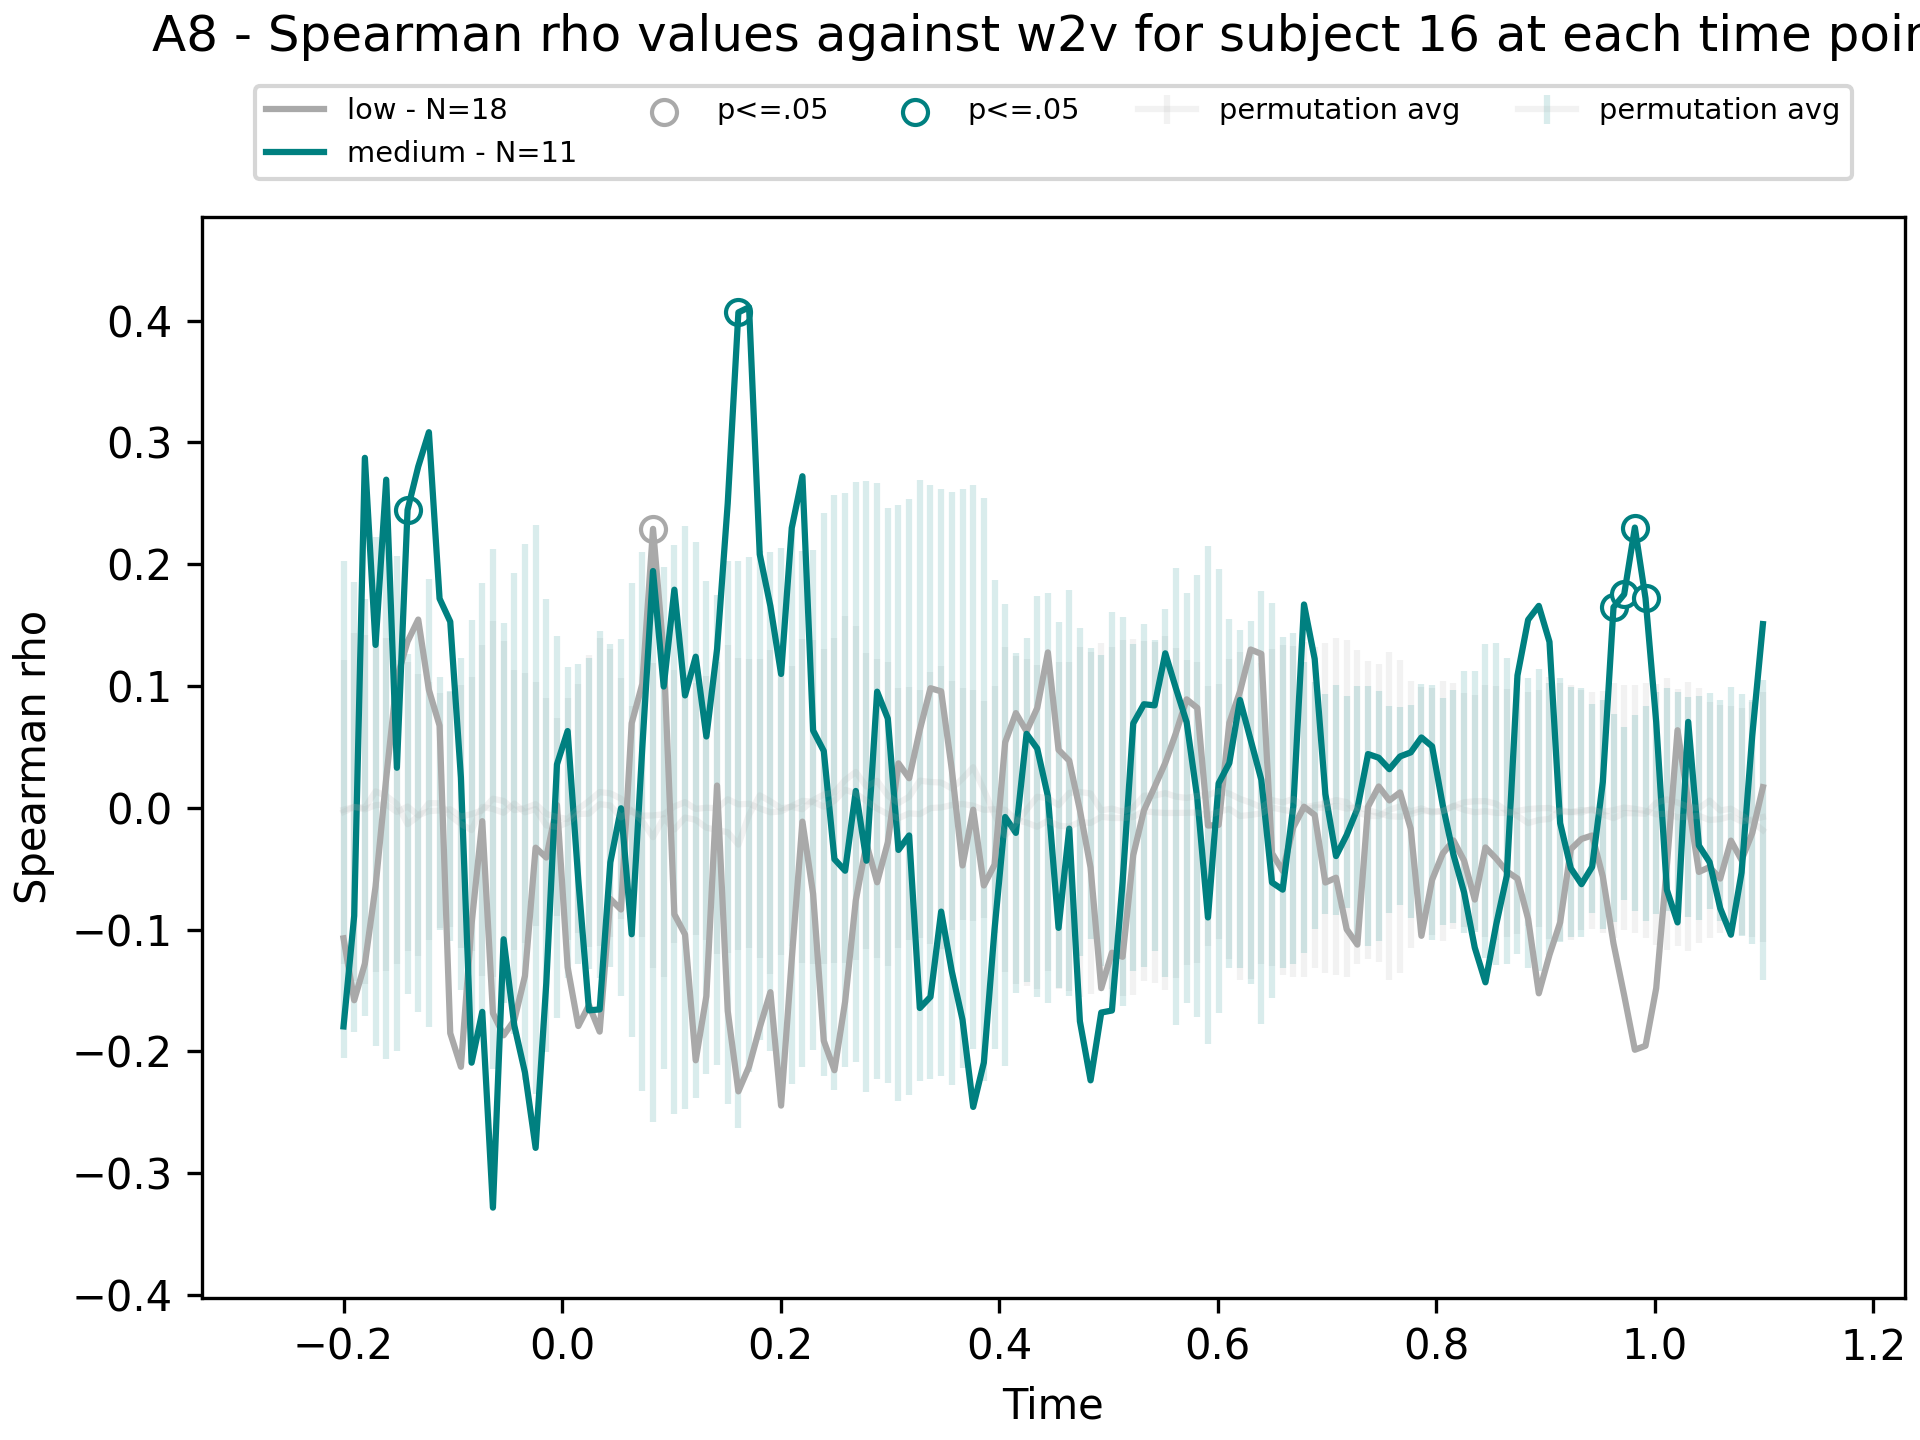 A8 - Spearman rho values against w2v for subject 16 at each time poin
low - N=18
medium - N=11
p<=.05
p<=.05
permutation avg
permutation avg
Spearman rho
0.4
0.3
0.2
0.1
0.0
−0.1
−0.2
−0.3
−0.4
−0.2 0.0 0.2 0.4 0.6 0.8 1.0 1.2
Time